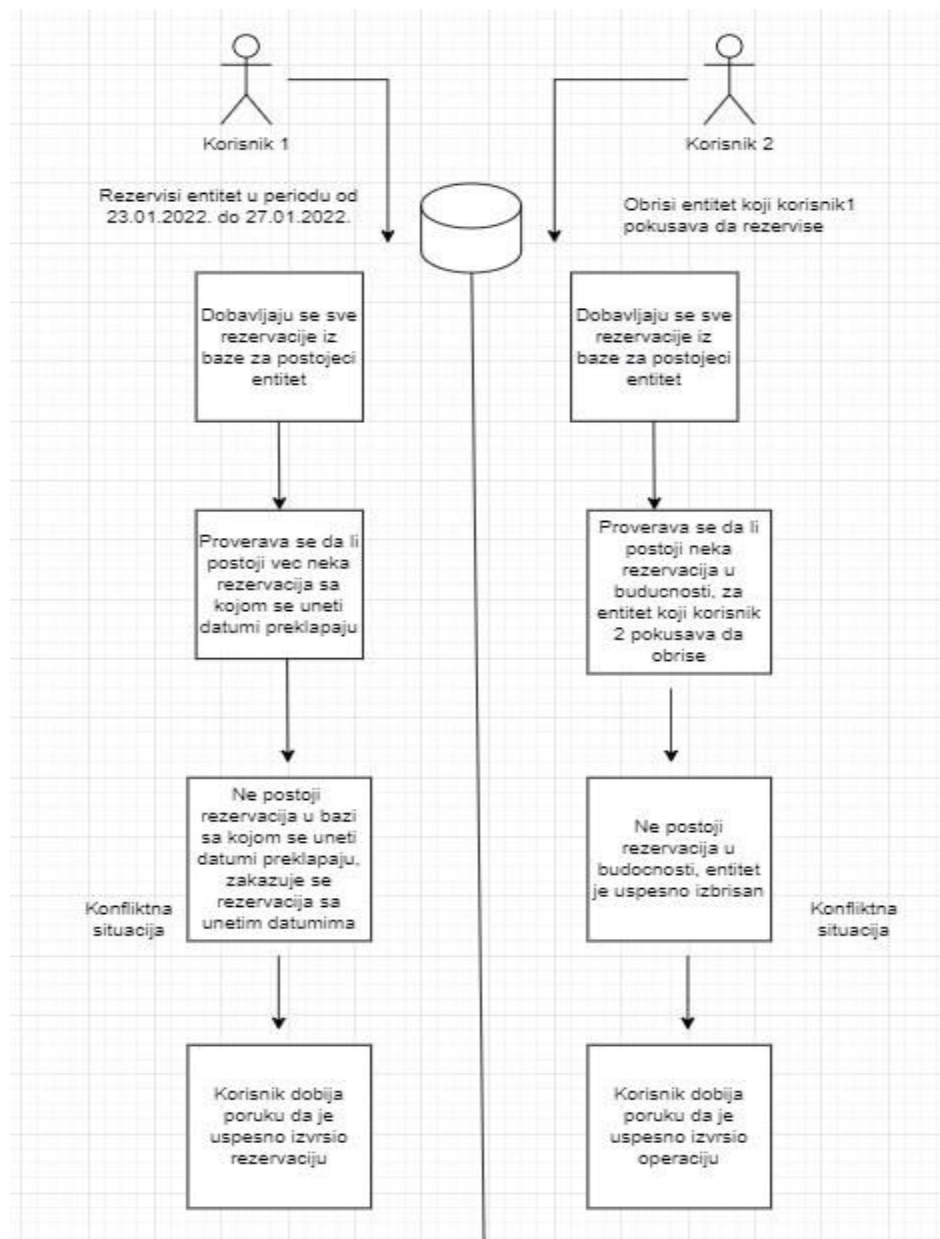 Korisnik 1
Korisnik 2
Rezervisi entitet u periodu od
23.01.2022. do 27.01.2022.
Obrisi entitet koji korisnik1
pokusava da rezervise
Dobavljaju se sve
rezervacije iz
baze za postojeci
entitet
Dobavljaju se sve
rezervacije iz
baze za postojeci
entitet
Proverava se da li
postoji vec neka
rezervacija sa
kojom se uneti
datumi preklapaju
Proverava se da li
postoji neka
rezervacija u
buducnosti, za
entitet koji korisnik
2 pokusava da
obrise
Ne postoji
rezervacija u bazi
sa kojom se uneti
datumi preklapaju,
zakazuje se
rezervacija sa
unetim datumima
Konfliktna
situacija
Ne postoji
rezervacija u
budocnosti, entitet
je uspesno izbrisan
Konfliktna
situacija
Korisnik dobija
poruku da je
uspesno izvrsio
rezervaciju
Korisnik dobija
poruku da je
uspesno izvrsio
operaciju